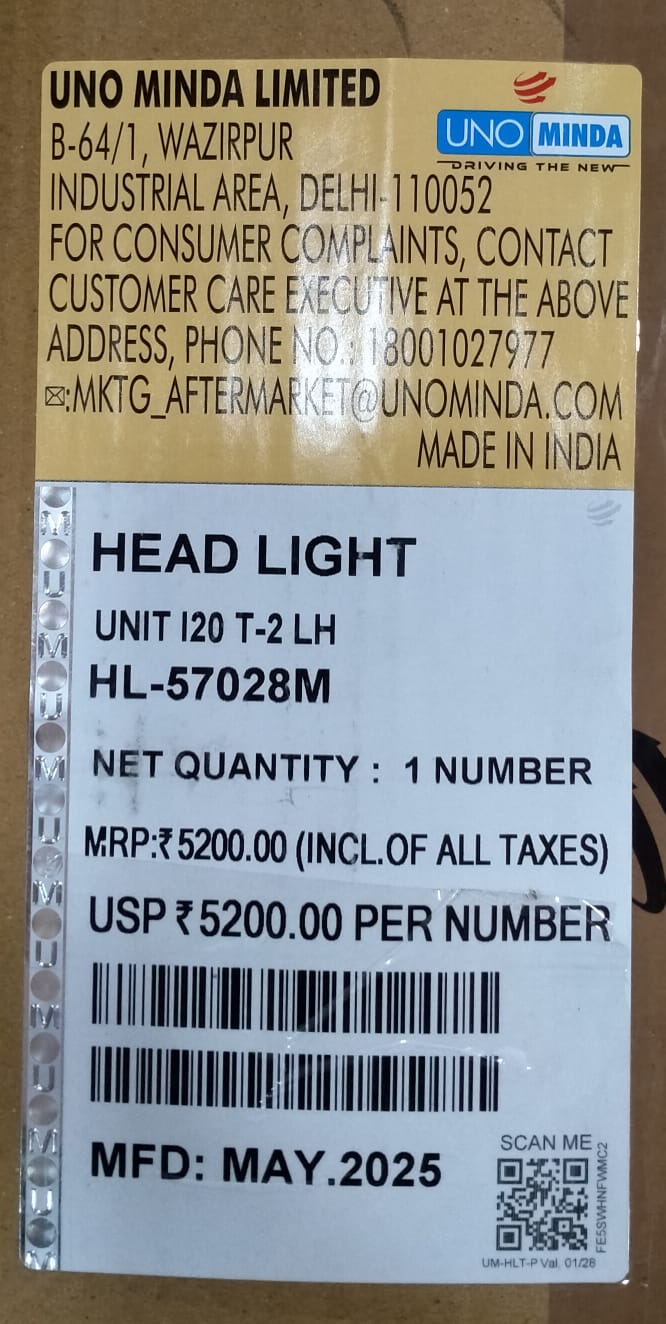 UNO MINDA LIMITED
UNO MINDA
DRIVING THE NEW
B-64/1, WAZIRPUR
INDUSTRIAL AREA, DELHI-110052
FOR CONSUMER COMPLAINTS, CONTACT
CUSTOMER CARE EXECUTIVE AT THE ABOVE
ADDRESS, PHONE NO.: 18001027977
✉:MKTG_AFTERMARKET@UNOMINDA.COM
MADE IN INDIA
HEAD LIGHT
UNIT I20 T-2 LH
HL-57028M
NET QUANTITY : 1 NUMBER
M.RP:₹5200.00 (INCL.OF ALL TAXES)
USP ₹5200.00 PER NUMBER
MFD: MAY.2025
SCAN ME
FE5SWHNFWMC2
UM-HLT-P Val. 01/28